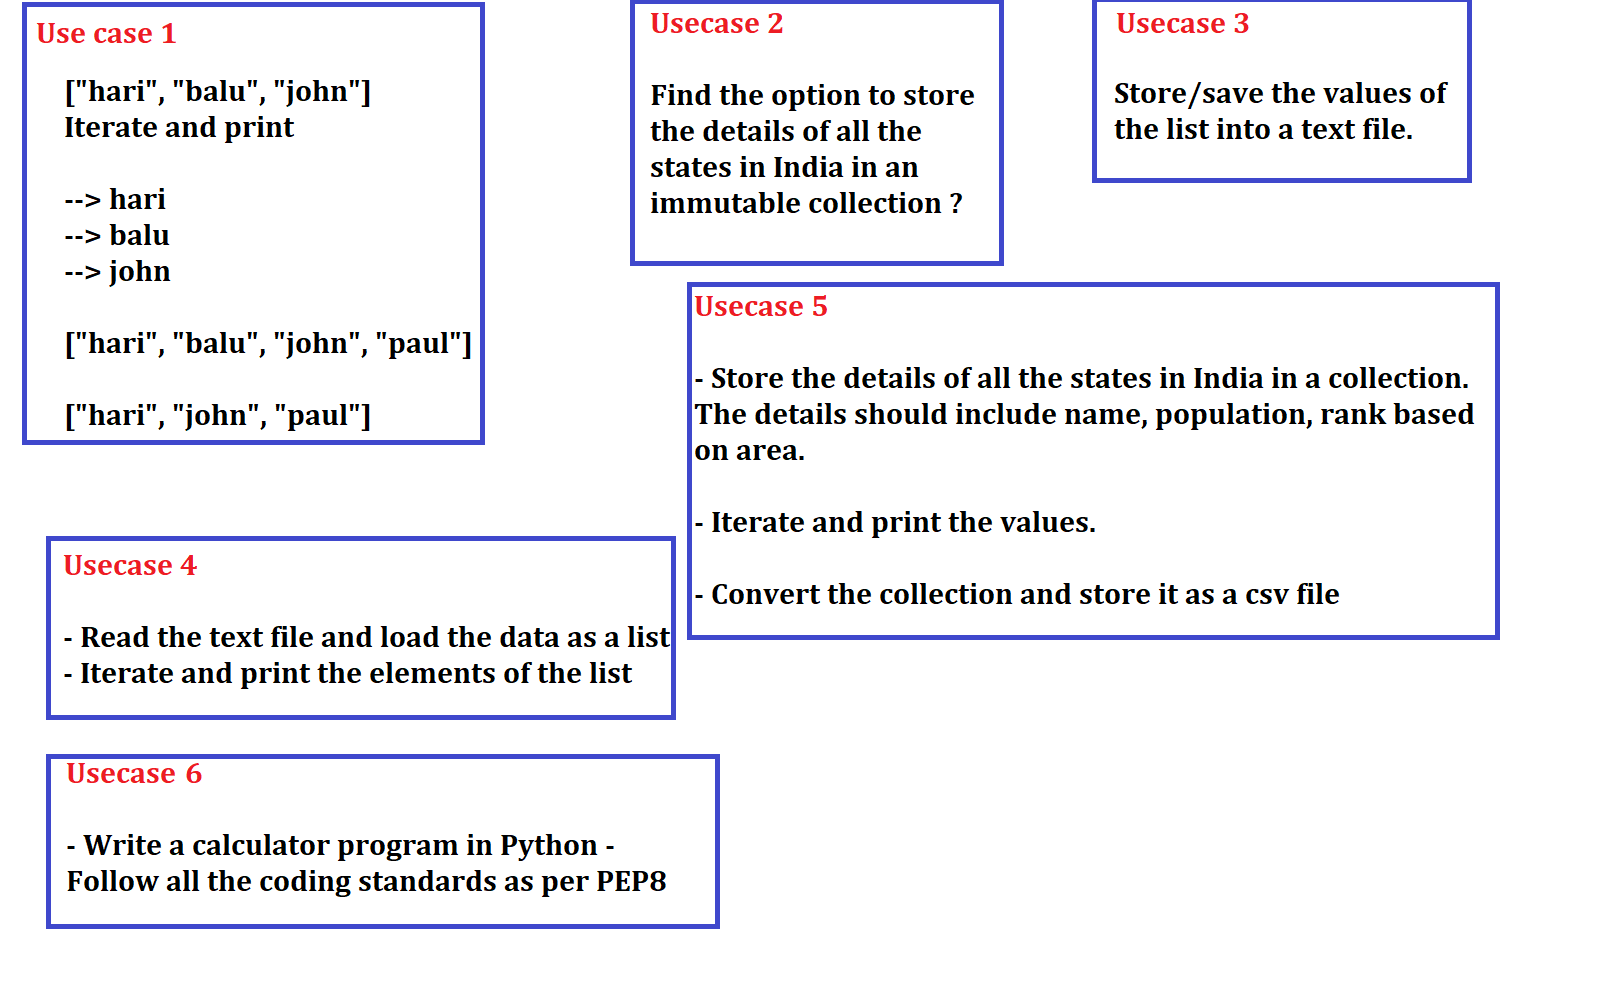 Use case 1
["hari", "balu", "john"]
Iterate and print
--> hari
--> balu
--> john
["hari", "balu", "john", "paul"]
["hari", "john", "paul"]
Usecase 2
Find the option to store
the details of all the
states in India in an
immutable collection ?
Usecase 3
Store/save the values of
the list into a text file.
Usecase 5
- Store the details of all the states in India in a collection.
The details should include name, population, rank based
on area.
- Iterate and print the values.
- Convert the collection and store it as a csv file
Usecase 4
- Read the text file and load the data as a list
- Iterate and print the elements of the list
Usecase 6
- Write a calculator program in Python -
Follow all the coding standards as per PEP8